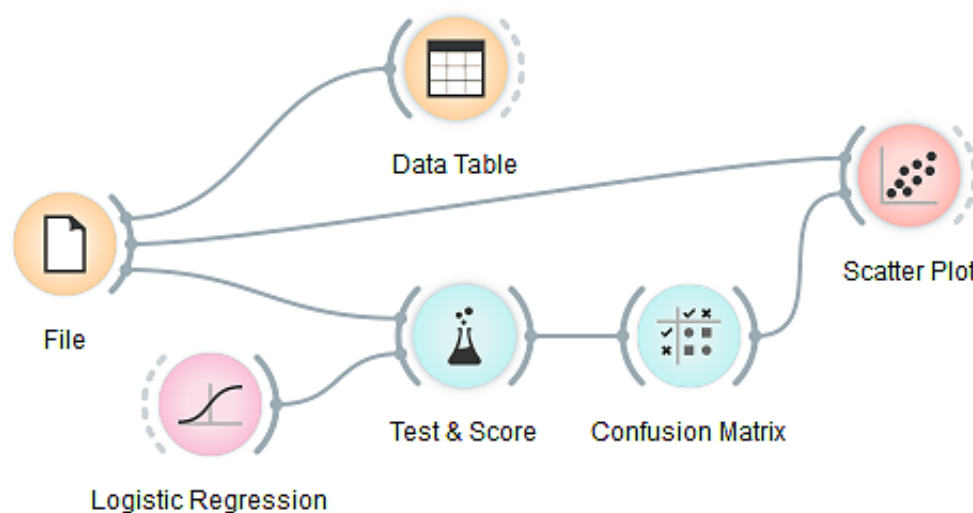 Data Table
Scatter Plot
File
Test & Score
Confusion Matrix
Logistic Regression